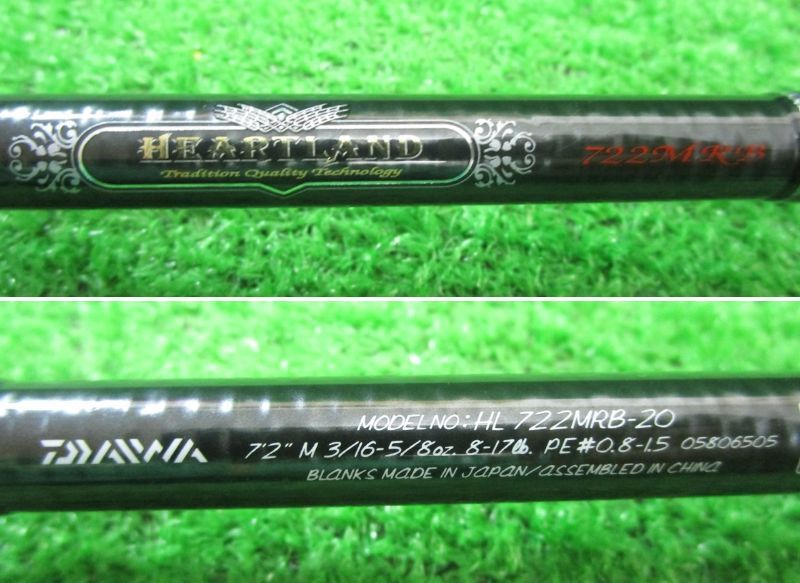 HEARTLAND
Tradition Quality Technology
722MRB
MODEL NO: HL 722MRB-20
DAIWA
7'2" M 3/16-5/8oz. 8-17lb. PE#0.8-1.5 05806505
BLANKS MADE IN JAPAN/ASSEMBLED IN CHINA